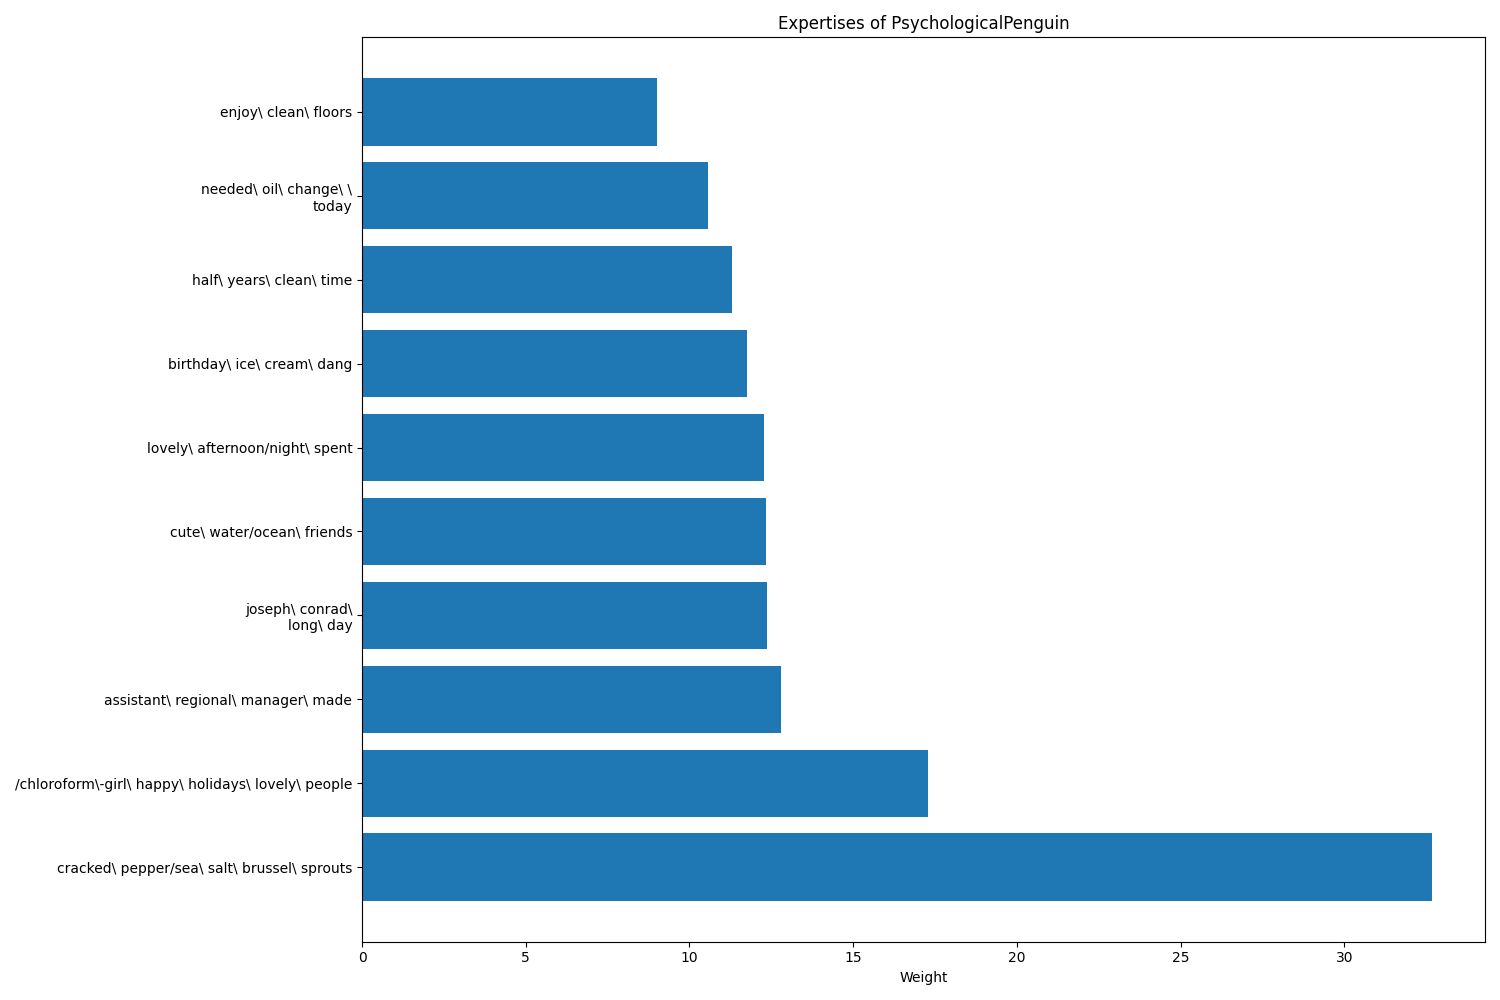 Expertises of PsychologicalPenguin
enjoy\ clean\ floors
needed\ oil\ change\ \
today
half\ years\ clean\ time
birthday\ ice\ cream\ dang
lovely\ afternoon/night\ spent
cute\ water/ocean\ friends
joseph\ conrad\
long\ day
assistant\ regional\ manager\ made
/chloroform\-girl\ happy\ holidays\ lovely\ people
cracked\ pepper/sea\ salt\ brussel\ sprouts
0 5 10 15 20 25 30
Weight